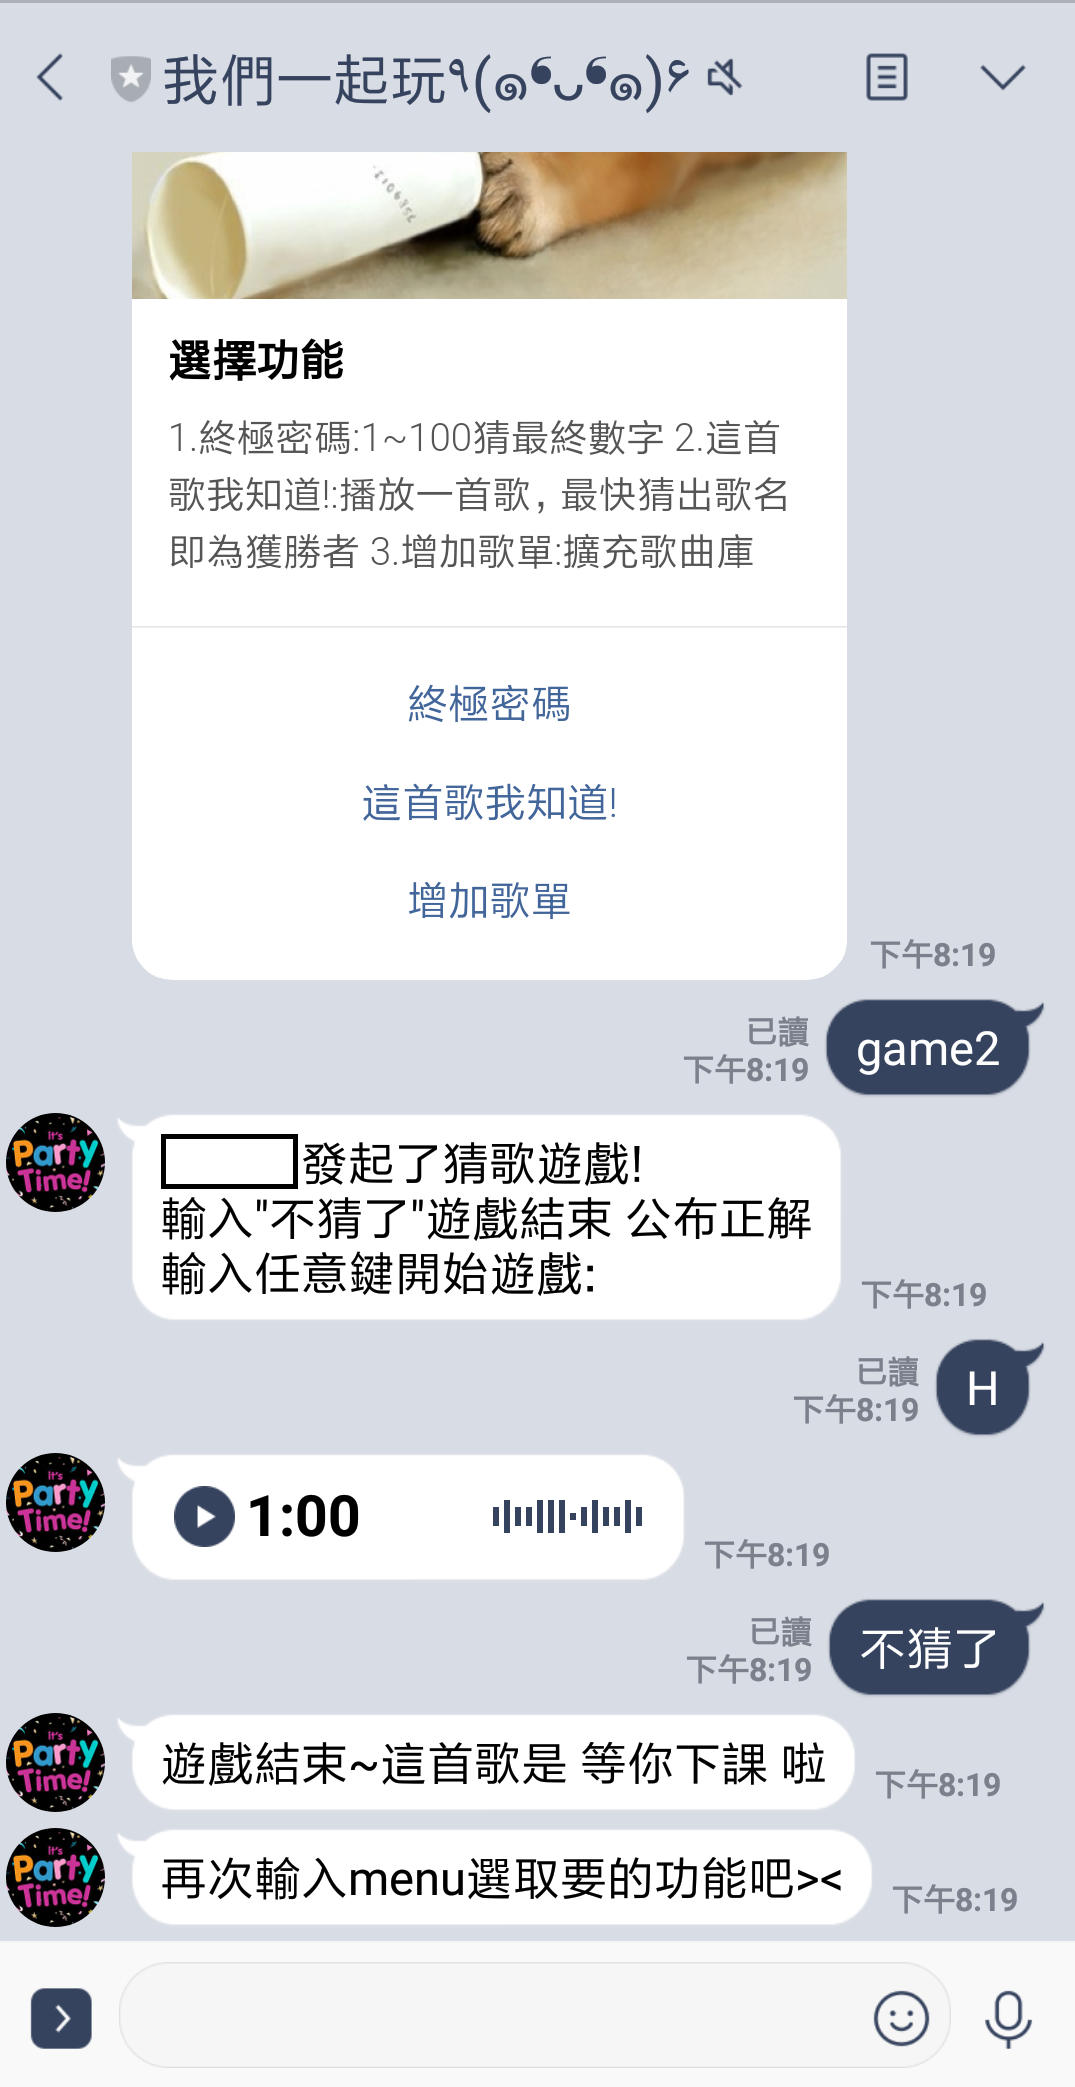 我們一起玩٩(๑❛ᴗ❛๑)۶
選擇功能
1.終極密碼:1~100猜最終數字 2.這首
歌我知道!:播放一首歌，最快猜出歌名
即為獲勝者 3.增加歌單:擴充歌曲庫
終極密碼
這首歌我知道!
增加歌單
下午8:19
已讀
下午8:19
game2
It's
Party
Time!
發起了猜歌遊戲!
輸入"不猜了"遊戲結束 公布正解
輸入任意鍵開始遊戲:
下午8:19
已讀
下午8:19
H
It's
Party
Time!
1:00
下午8:19
已讀
下午8:19
不猜了
It's
Party
Time!
遊戲結束~這首歌是 等你下課 啦
下午8:19
It's
Party
Time!
再次輸入menu選取要的功能吧><
下午8:19